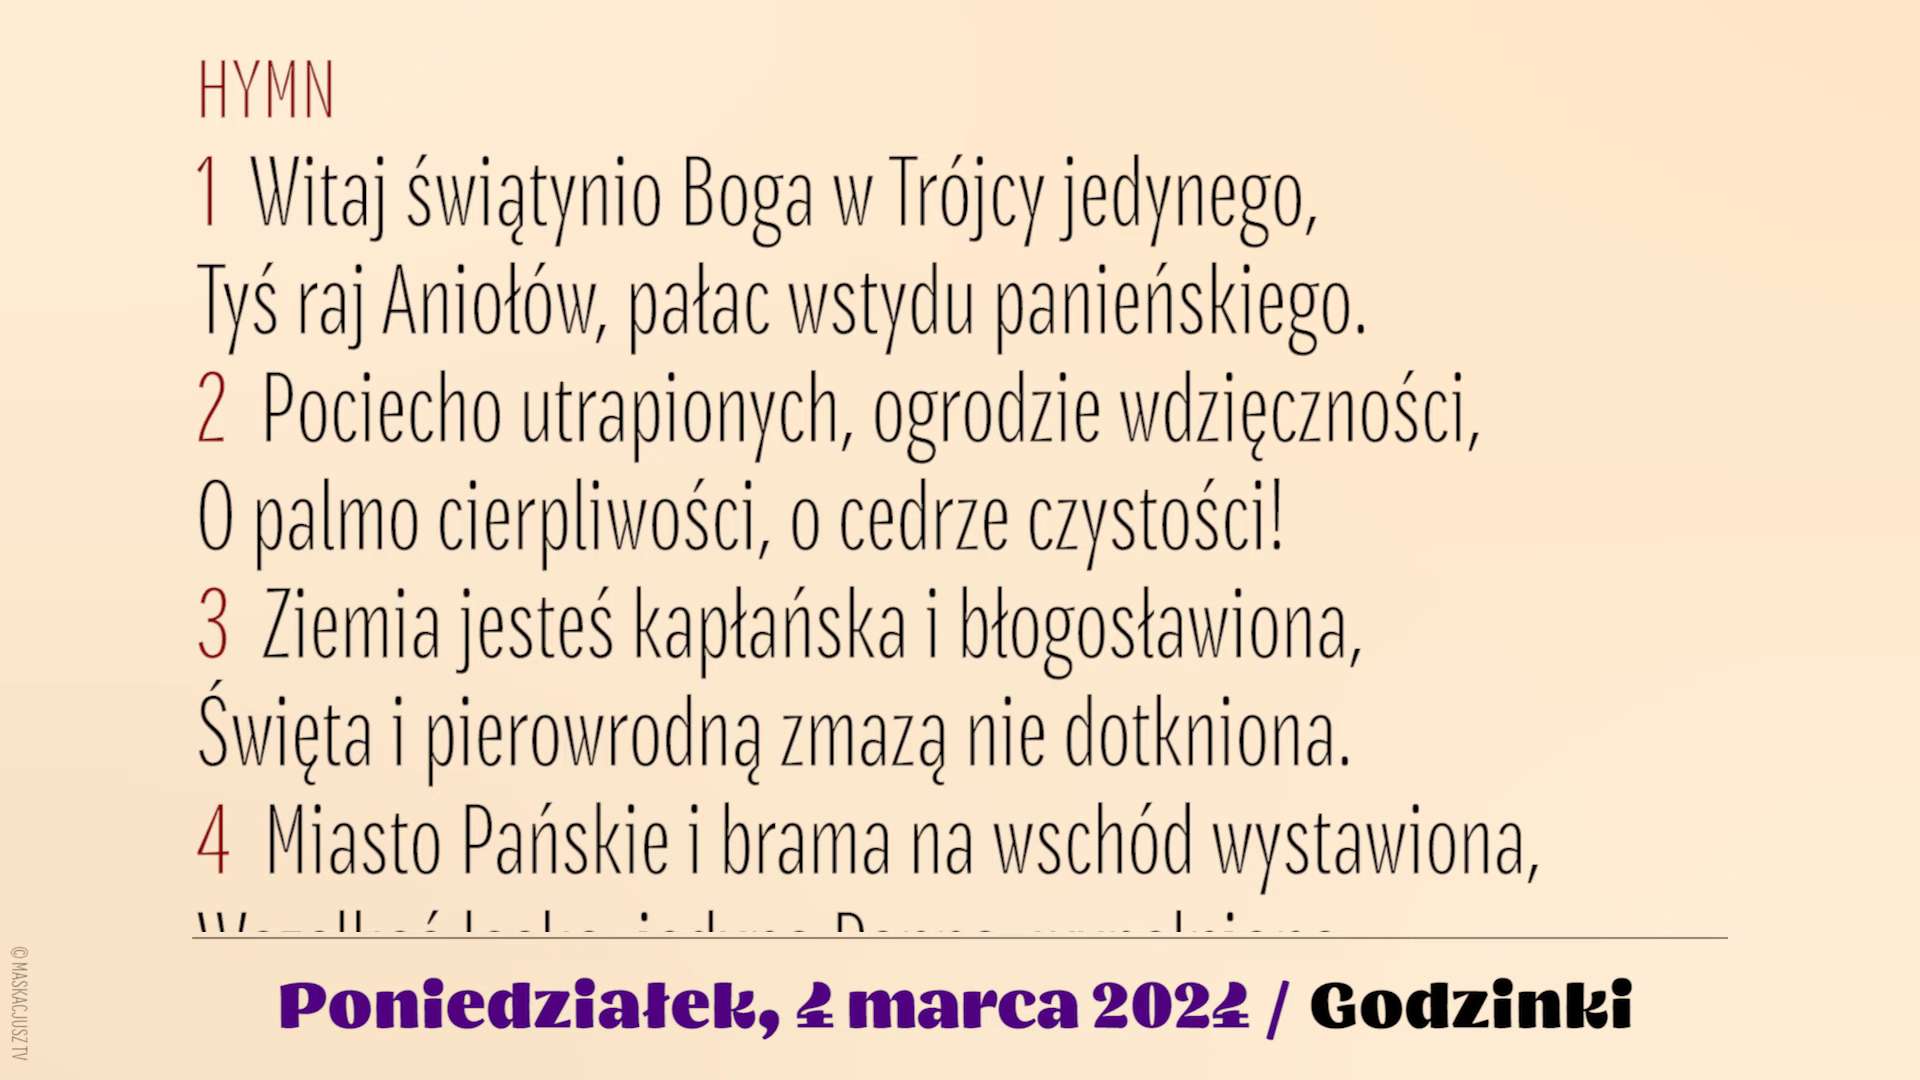 HYMN
1 Witaj świątynio Boga w Trójcy jedynego,
Tyś raj Aniołów, pałac wstydu panieńskiego.
2 Pociecho utrapionych, ogrodzie wdzięczności,
O palmo cierpliwości, o cedrze czystości!
3 Ziemia jesteś kapłańska i błogosławiona,
Święta i pierowrodną zmazą nie dotkniona.
4 Miasto Pańskie i brama na wschód wystawiona,
Poniedziałek, 4 marca 2024 / Godzinki
© MASKACJUSZ TV